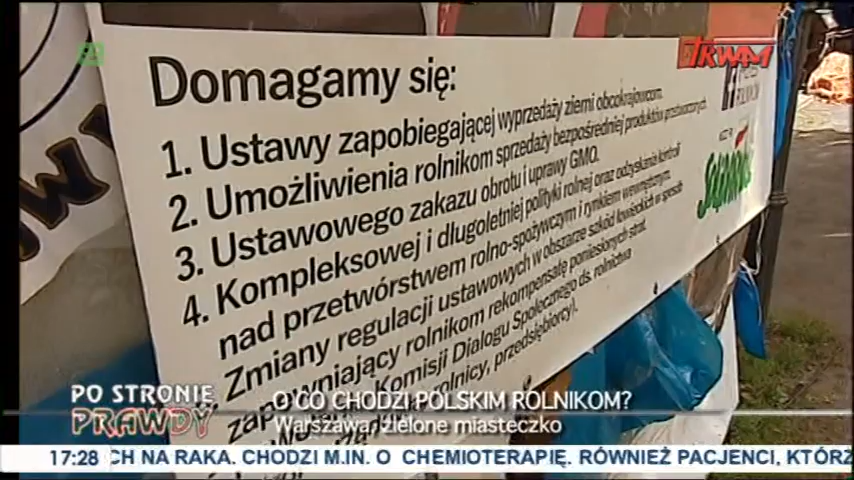 Domagamy się:
TRWAM
1. Ustawy zapobiegającej wyprzedaży ziemi obcokrajowcom.
2. Umożliwienia rolnikom sprzedaży bezpośredniej produktów przetworzonych
3. Ustawowego zakazu obrotu i uprawy GMO.
4. Kompleksowej i długoletniej polityki rolnej oraz odzyskania kontroli
nad przetwórstwem rolno-spożywczym i rynkiem wewnętrznym.
Zmiany regulacji ustawowych w obszarze szkód łowieckich w sposób
zapewniający rolnikom rekompensatę poniesionych strat.
Komisji Dialogu Społecznego ds. rolnictwa
rolnicy, przedsiębiorcy).
PO STRONIE
PRAWDY
O CO CHODZI POLSKIM ROLNIKOM?
Warszawa, zielone miasteczko
17:28 CH NA RAKA. CHODZI M.IN. O CHEMIOTERAPIĘ. RÓWNIEŻ PACJENCI, KTÓRZ